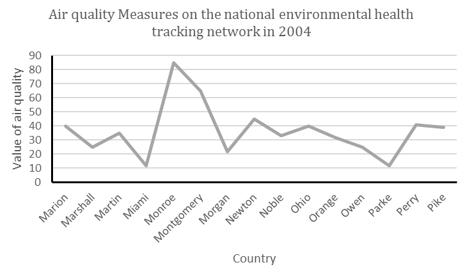 Air quality Measures on the national environmental health
tracking network in 2004
Value of air quality
90
80
70
60
50
40
30
20
10
0
Marion
Marshall
Martin
Miami
Monroe
Montgomery
Morgan
Newton
Noble
Ohio
Orange
Owen
Parke
Perry
Pike
Country